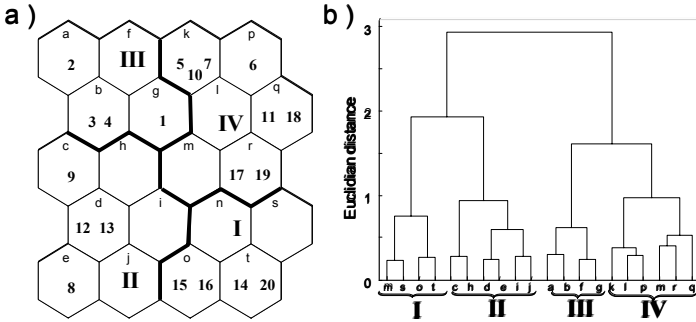 a)
a f k p
2 III 5 10 7 6
b g l q
3 4 1 IV 11 18
c h m r
9 17 19
d i n s
12 13 I
e j o t
8 II 15 16 14 20
b)
Euclidian distance
3
2
1
0
m s o t c h d e i j a b f g k l p m r q
I II III IV